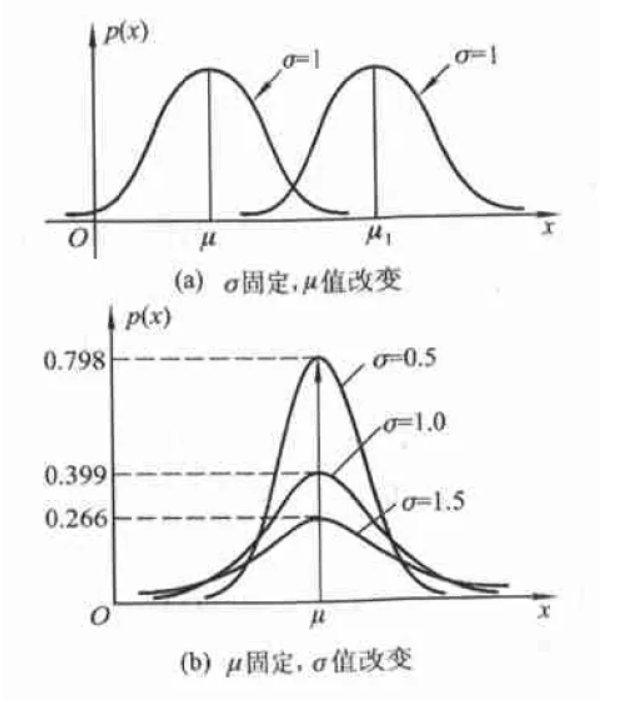 p(x)
σ=1
σ=1
O
μ
μ₁
x
(a) σ固定,μ值改变
p(x)
0.798
σ=0.5
σ=1.0
0.399
σ=1.5
0.266
O
μ
x
(b) μ固定,σ值改变